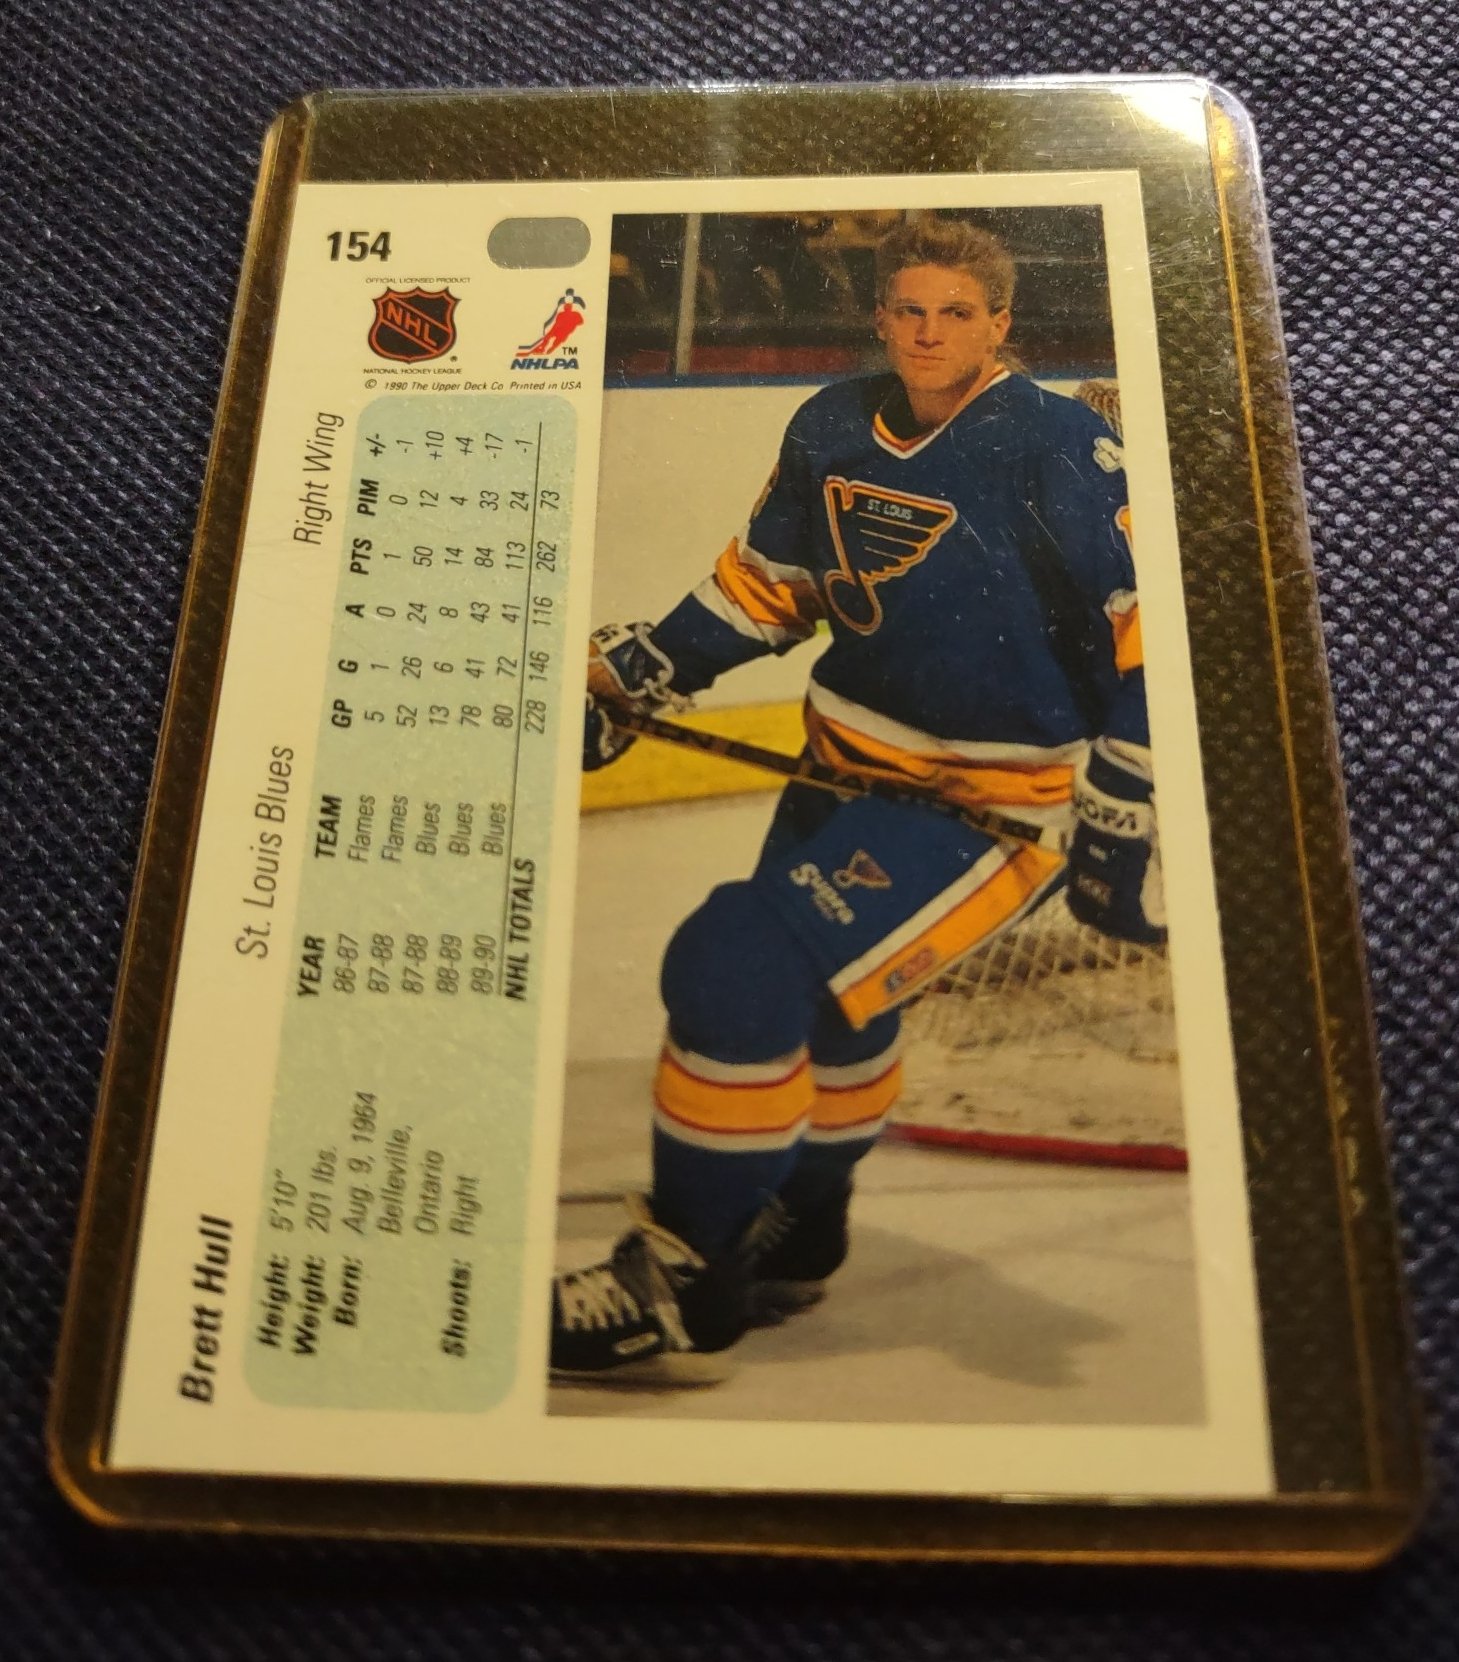 154
OFFICIAL LICENSED PRODUCT
NHL
®
NATIONAL HOCKEY LEAGUE
TM
NHLPA
© 1990 The Upper Deck Co Printed in USA
Brett Hull
St. Louis Blues
Right Wing
Height: 5'10"
Weight: 201 lbs.
Born: Aug. 9, 1964
Belleville,
Ontario
Shoots: Right
YEAR TEAM GP G A PTS PIM +/-
86-87 Flames 5 1 0 1 0 -1
87-88 Flames 52 26 24 50 12 +10
87-88 Blues 13 6 8 14 4 +4
88-89 Blues 78 41 43 84 33 -17
89-90 Blues 80 72 41 113 24 -1
NHL TOTALS 228 146 116 262 73
ST. LOUIS